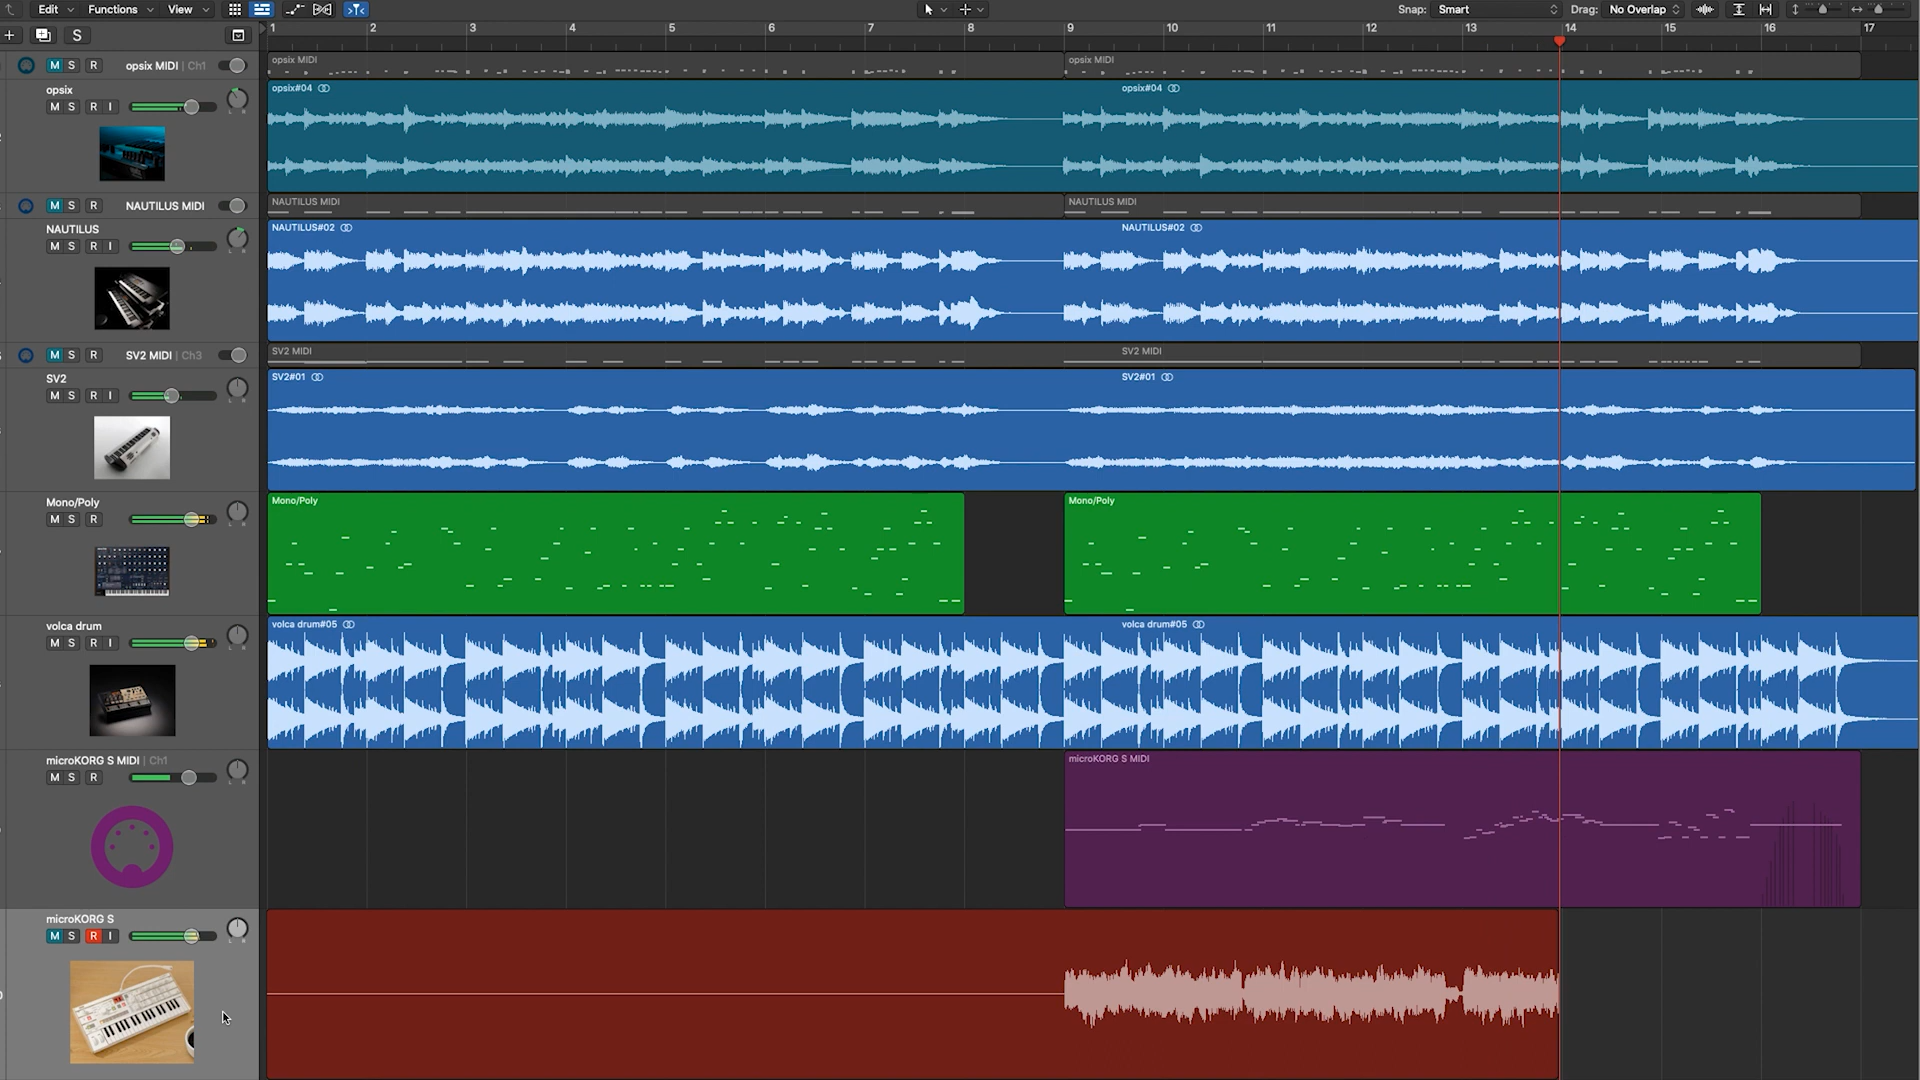 Edit Functions View Snap: Smart Drag: No Overlap
S 1 2 3 4 5 6 7 8 9 10 11 12 13 14 15 16 17
M S R opsix MIDI | Ch1 opsix MIDI opsix MIDI
opsix opsix#04 opsix#04
M S R I
L R
M S R NAUTILUS MIDI NAUTILUS MIDI NAUTILUS MIDI
NAUTILUS NAUTILUS#02 NAUTILUS#02
M S R I
L R
M S R SV2 MIDI | Ch3 SV2 MIDI SV2 MIDI
SV2 SV2#01 SV2#01
M S R I
L R
Mono/Poly Mono/Poly Mono/Poly
M S R
L R
volca drum volca drum#05 volca drum#05
M S R I
L R
microKORG S MIDI | Ch1 microKORG S MIDI
M S R
L R
microKORG S
M S R I
L R